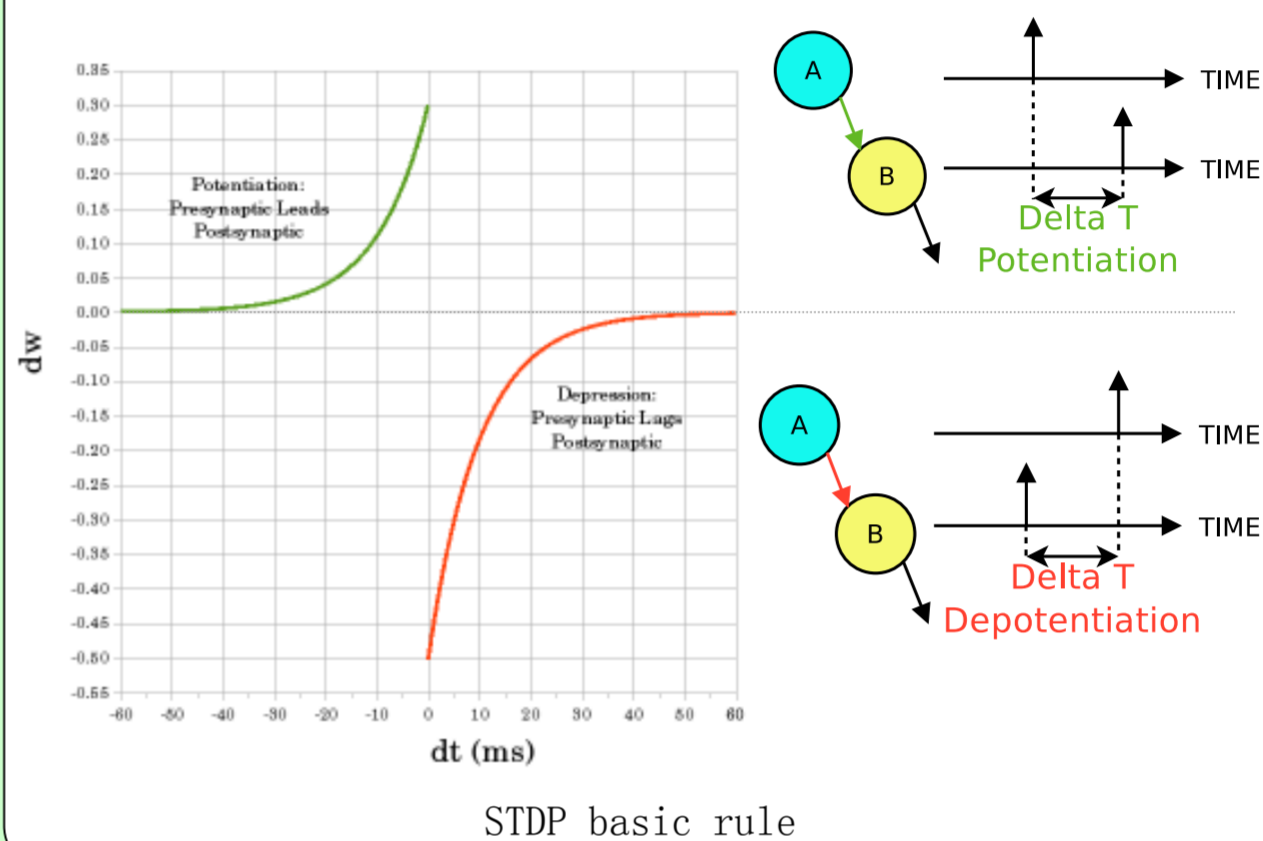 0.35
0.30
0.25
0.20
0.15
0.10
0.05
0.00
-0.05
-0.10
-0.15
-0.20
-0.25
-0.30
-0.35
-0.40
-0.45
-0.50
-0.55
dw
Potentiation:
Presynaptic Leads
Postsynaptic
Depression:
Presynaptic Lags
Postsynaptic
-60 -50 -40 -30 -20 -10 0 10 20 30 40 50 60
dt (ms)
A
TIME
B
TIME
Delta T
Potentiation
A
TIME
B
TIME
Delta T
Depotentiation
STDP basic rule